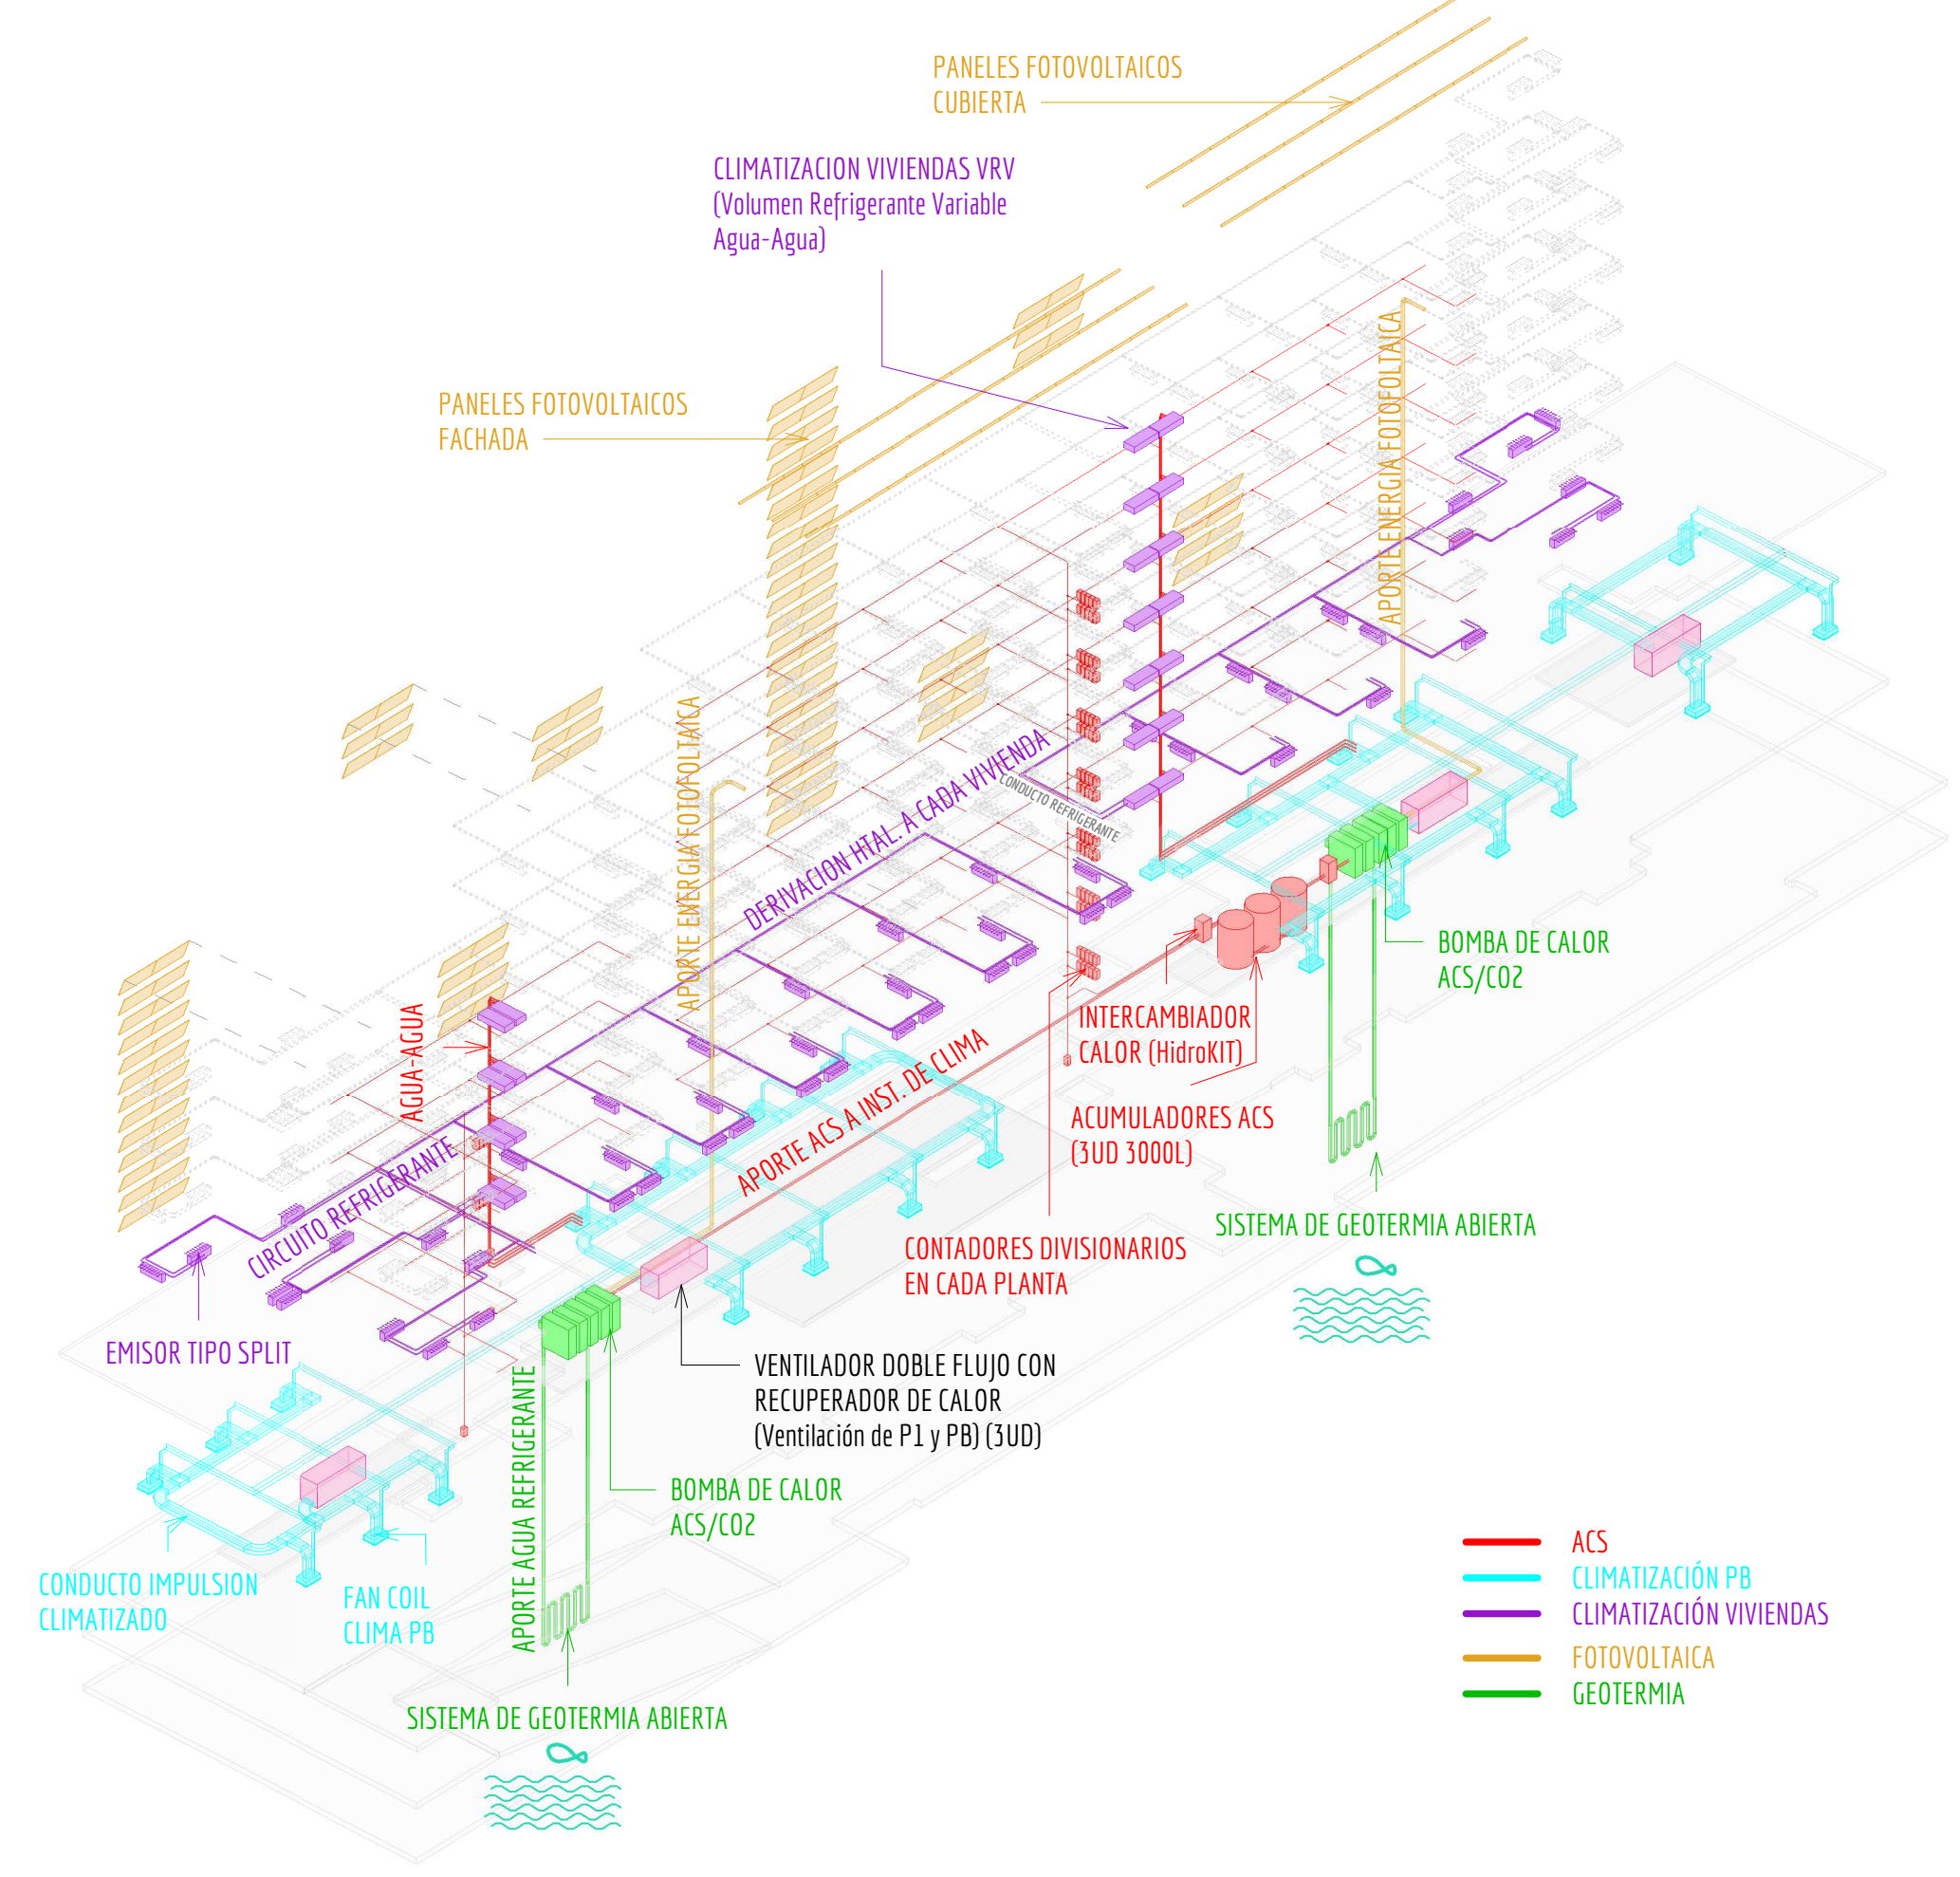 PANELES FOTOVOLTAICOS
CUBIERTA
CLIMATIZACION VIVIENDAS VRV
(Volumen Refrigerante Variable
Agua-Agua)
PANELES FOTOVOLTAICOS
FACHADA
APORTE ENERGIA FOTOFOLTAICA
APORTE ENERGIA FOTOFOLTAICA
DERIVACION HTAL. A CADA VIVIENDA
CONDUCTO REFRIGERANTE
BOMBA DE CALOR
ACS/CO2
AGUA-AGUA
INTERCAMBIADOR
CALOR (HidroKIT)
APORTE ACS A INST. DE CLIMA
ACUMULADORES ACS
(3UD 3000L)
CIRCUITO REFRIGERANTE
SISTEMA DE GEOTERMIA ABIERTA
CONTADORES DIVISIONARIOS
EN CADA PLANTA
EMISOR TIPO SPLIT
VENTILADOR DOBLE FLUJO CON
RECUPERADOR DE CALOR
(Ventilación de P1 y PB) (3UD)
APORTE AGUA REFRIGERANTE
BOMBA DE CALOR
ACS/CO2
CONDUCTO IMPULSION
CLIMATIZADO
FAN COIL
CLIMA PB
SISTEMA DE GEOTERMIA ABIERTA
ACS
CLIMATIZACIÓN PB
CLIMATIZACIÓN VIVIENDAS
FOTOVOLTAICA
GEOTERMIA